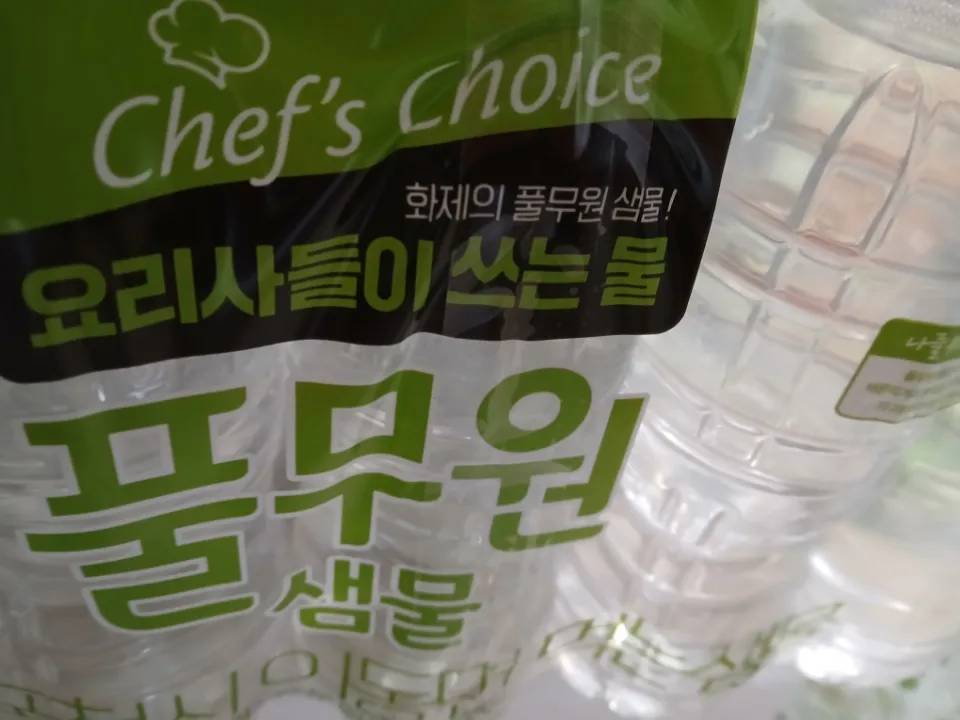 Chef's Choice
화제의 풀무원 샘물!
요리사들이 쓰는 물
풀무원
샘물